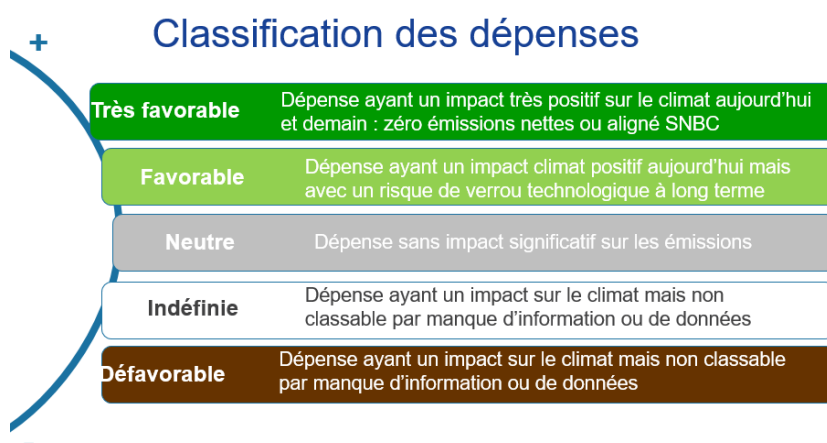 +
Classification des dépenses
Très favorable
Dépense ayant un impact très positif sur le climat aujourd'hui
et demain : zéro émissions nettes ou aligné SNBC
Favorable
Dépense ayant un impact climat positif aujourd'hui mais
avec un risque de verrou technologique à long terme
Neutre
Dépense sans impact significatif sur les émissions
Indéfinie
Dépense ayant un impact sur le climat mais non
classable par manque d'information ou de données
Défavorable
Dépense ayant un impact sur le climat mais non classable
par manque d'information ou de données